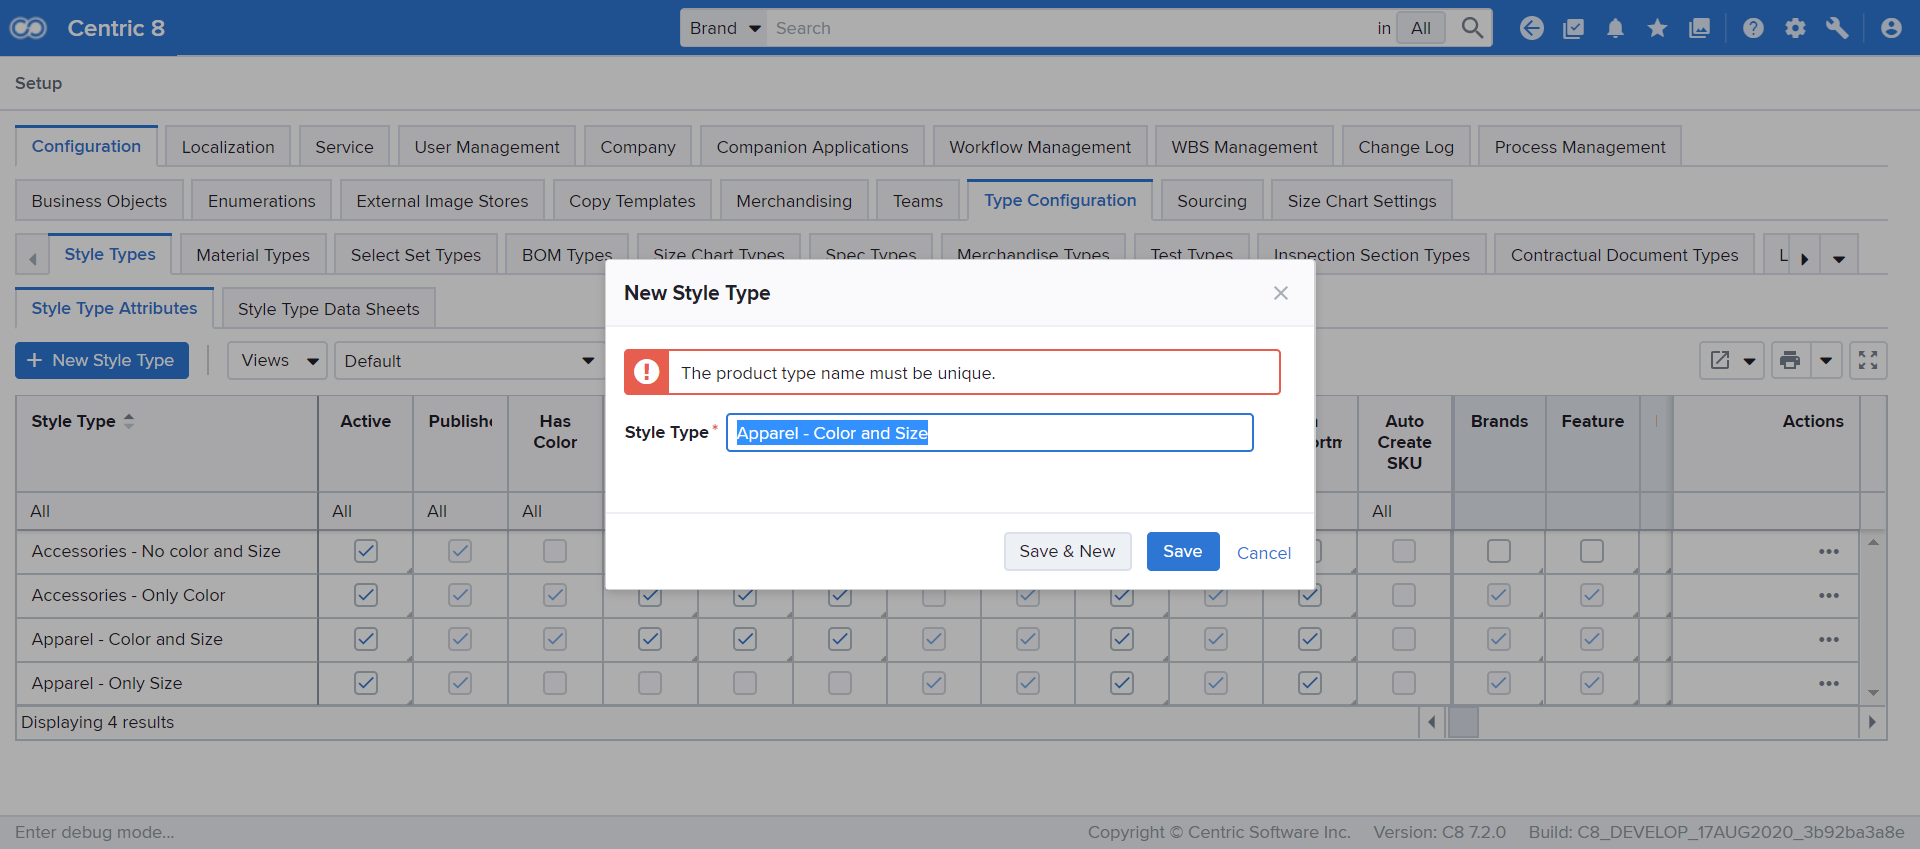 Centric 8
Brand Search in All
Setup
Configuration Localization Service User Management Company Companion Applications Workflow Management WBS Management Change Log Process Management
Business Objects Enumerations External Image Stores Copy Templates Merchandising Teams Type Configuration Sourcing Size Chart Settings
Style Types Material Types Select Set Types BOM Types Size Chart Types Spec Types Merchandise Types Test Types Inspection Section Types Contractual Document Types L
Style Type Attributes Style Type Data Sheets
New Style Type
+ New Style Type Views Default
The product type name must be unique.
Style Type * Apparel - Color and Size
Save & New Save Cancel
Style Type Active Publishe Has Color ortm Auto Create SKU Brands Feature Actions
All All All All All
Accessories - No color and Size
Accessories - Only Color
Apparel - Color and Size
Apparel - Only Size
Displaying 4 results
Enter debug mode... Copyright © Centric Software Inc. Version: C8 7.2.0 Build: C8_DEVELOP_17AUG2020_3b92ba3a8e